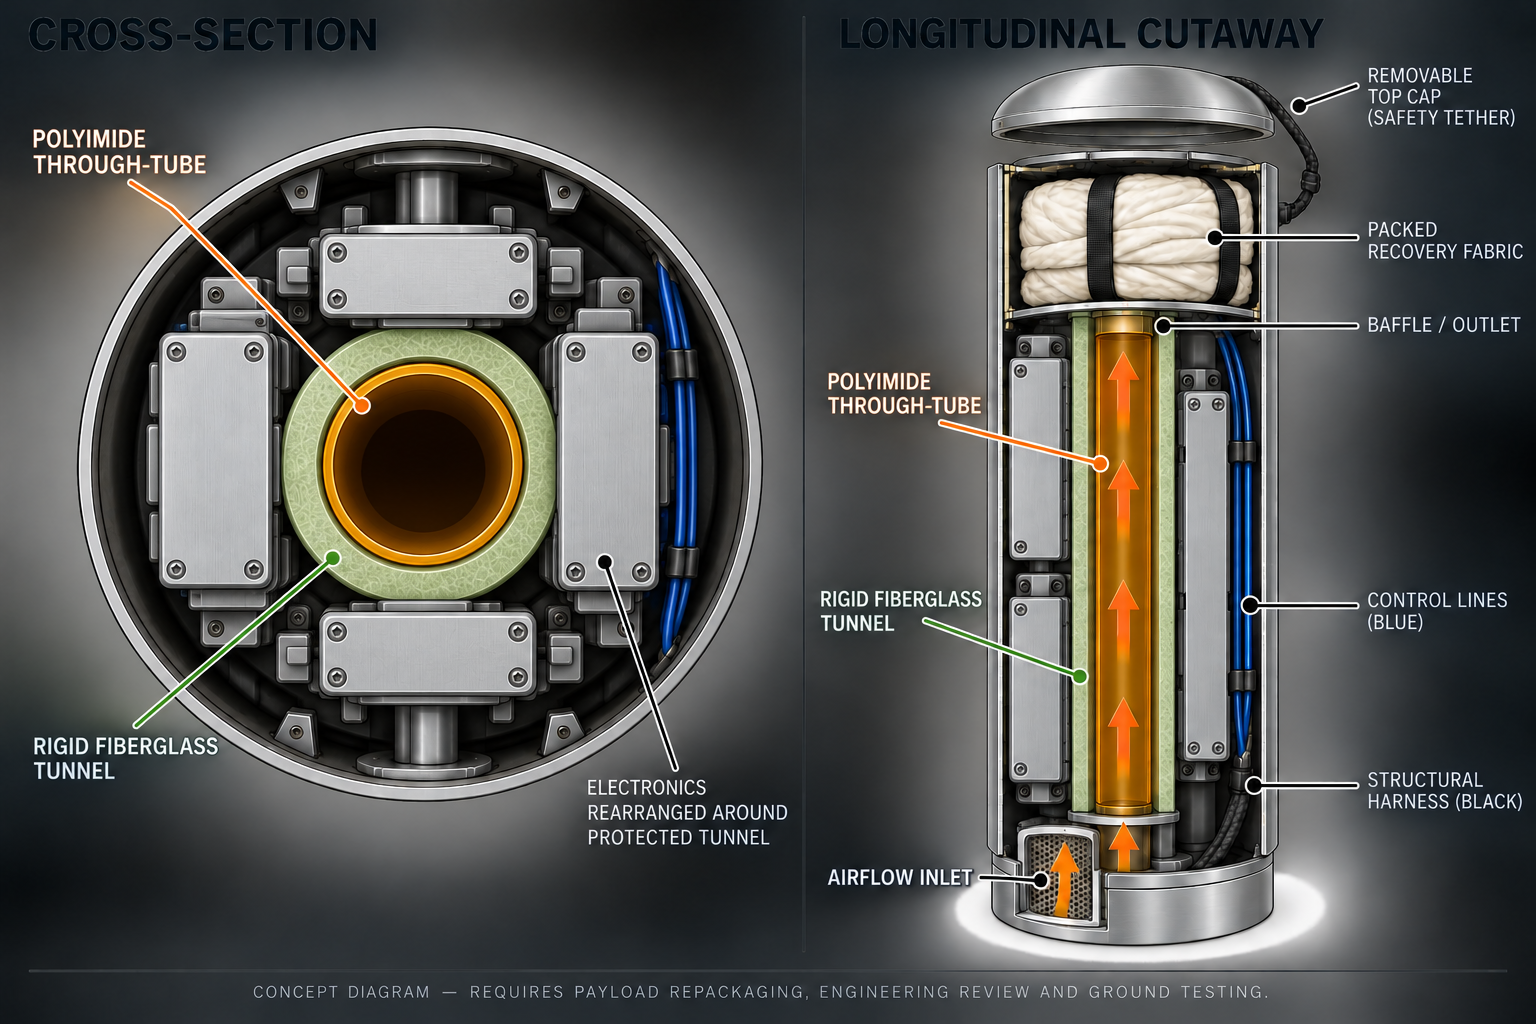 CROSS-SECTION
POLYIMIDE
THROUGH-TUBE
RIGID FIBERGLASS
TUNNEL
ELECTRONICS
REARRANGED AROUND
PROTECTED TUNNEL
LONGITUDINAL CUTAWAY
REMOVABLE
TOP CAP
(SAFETY TETHER)
PACKED
RECOVERY FABRIC
BAFFLE / OUTLET
POLYIMIDE
THROUGH-TUBE
RIGID FIBERGLASS
TUNNEL
CONTROL LINES
(BLUE)
STRUCTURAL
HARNESS (BLACK)
AIRFLOW INLET
CONCEPT DIAGRAM — REQUIRES PAYLOAD REPACKAGING, ENGINEERING REVIEW AND GROUND TESTING.